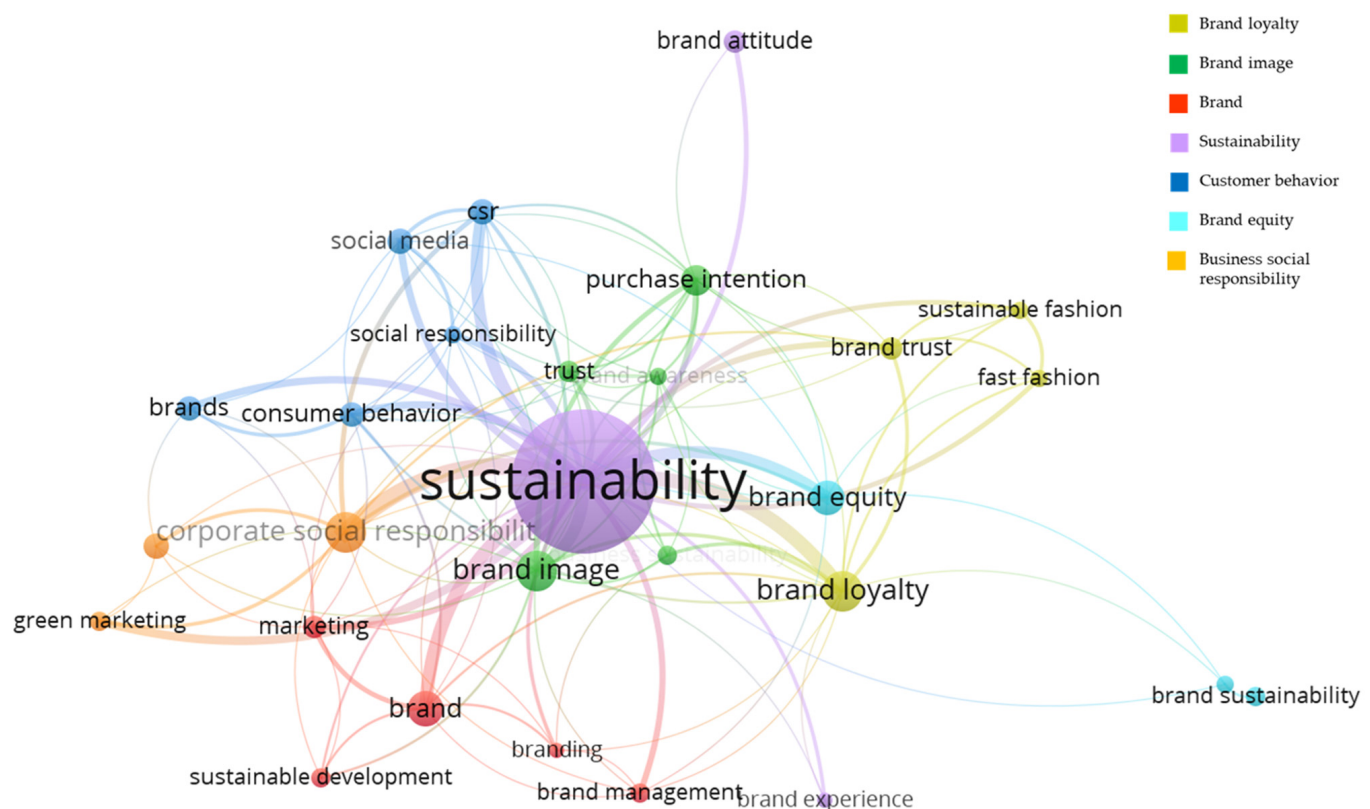 brand attitude
Brand loyalty
Brand image
Brand
Sustainability
Customer behavior
Brand equity
Business social
responsibility
csr
social media
purchase intention
sustainable fashion
social responsibility
brand trust
trust
brand awareness
fast fashion
brands
consumer behavior
sustainability
brand equity
corporate social responsibilit
business sustainability
brand image
brand loyalty
green marketing
marketing
brand sustainability
brand
branding
sustainable development
brand management
brand experience